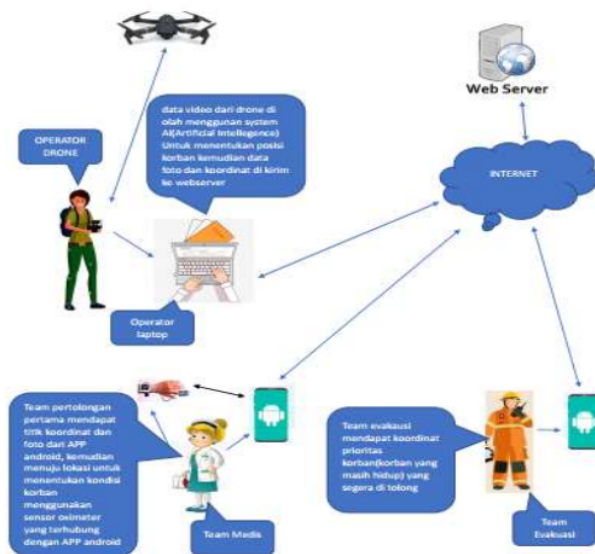 Web Server
data video dari drone di
olah menggunan system
AI(Artificial Intellegence)
Untuk menentukan posisi
korban kemudian data
foto dan koordinat di kirim
ke webserver
OPERATOR
DRONE
INTERNET
Operator
laptop
Team pertolongan
pertama mendapat
titik koordinat dan
foto dari APP
android, kemudian
menuju lokasi untuk
menentukan kondisi
korban
menggunakan
sensor oximeter
yang terhubung
dengan APP android
Team Medis
Team evakausi
mendapat koordinat
prioritas
korban(korban yang
masih hidup) yang
segera di tolong
Team
Evakuasi